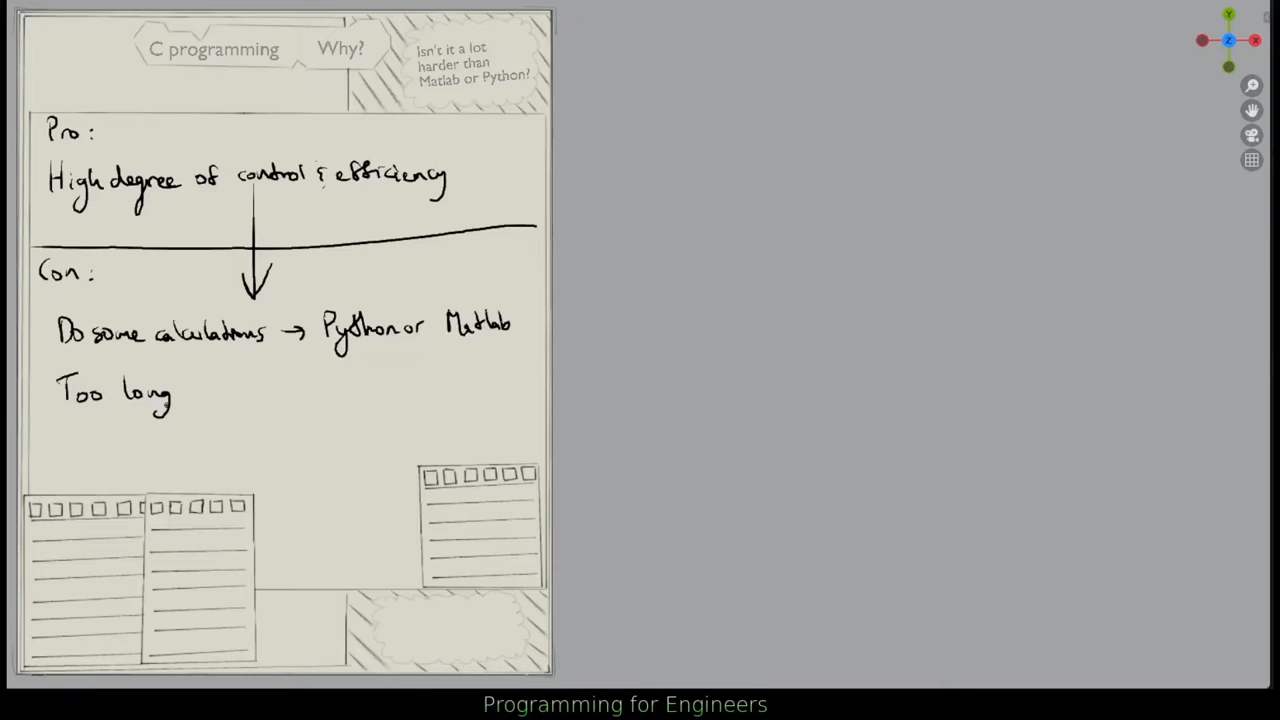 C programming Why?
Isn't it a lot
harder than
Matlab or Python?
Pro:
High degree of control & efficiency
Con:
Do some calculations → Python or Matlab
Too long
Y
X
Z
Programming for Engineers